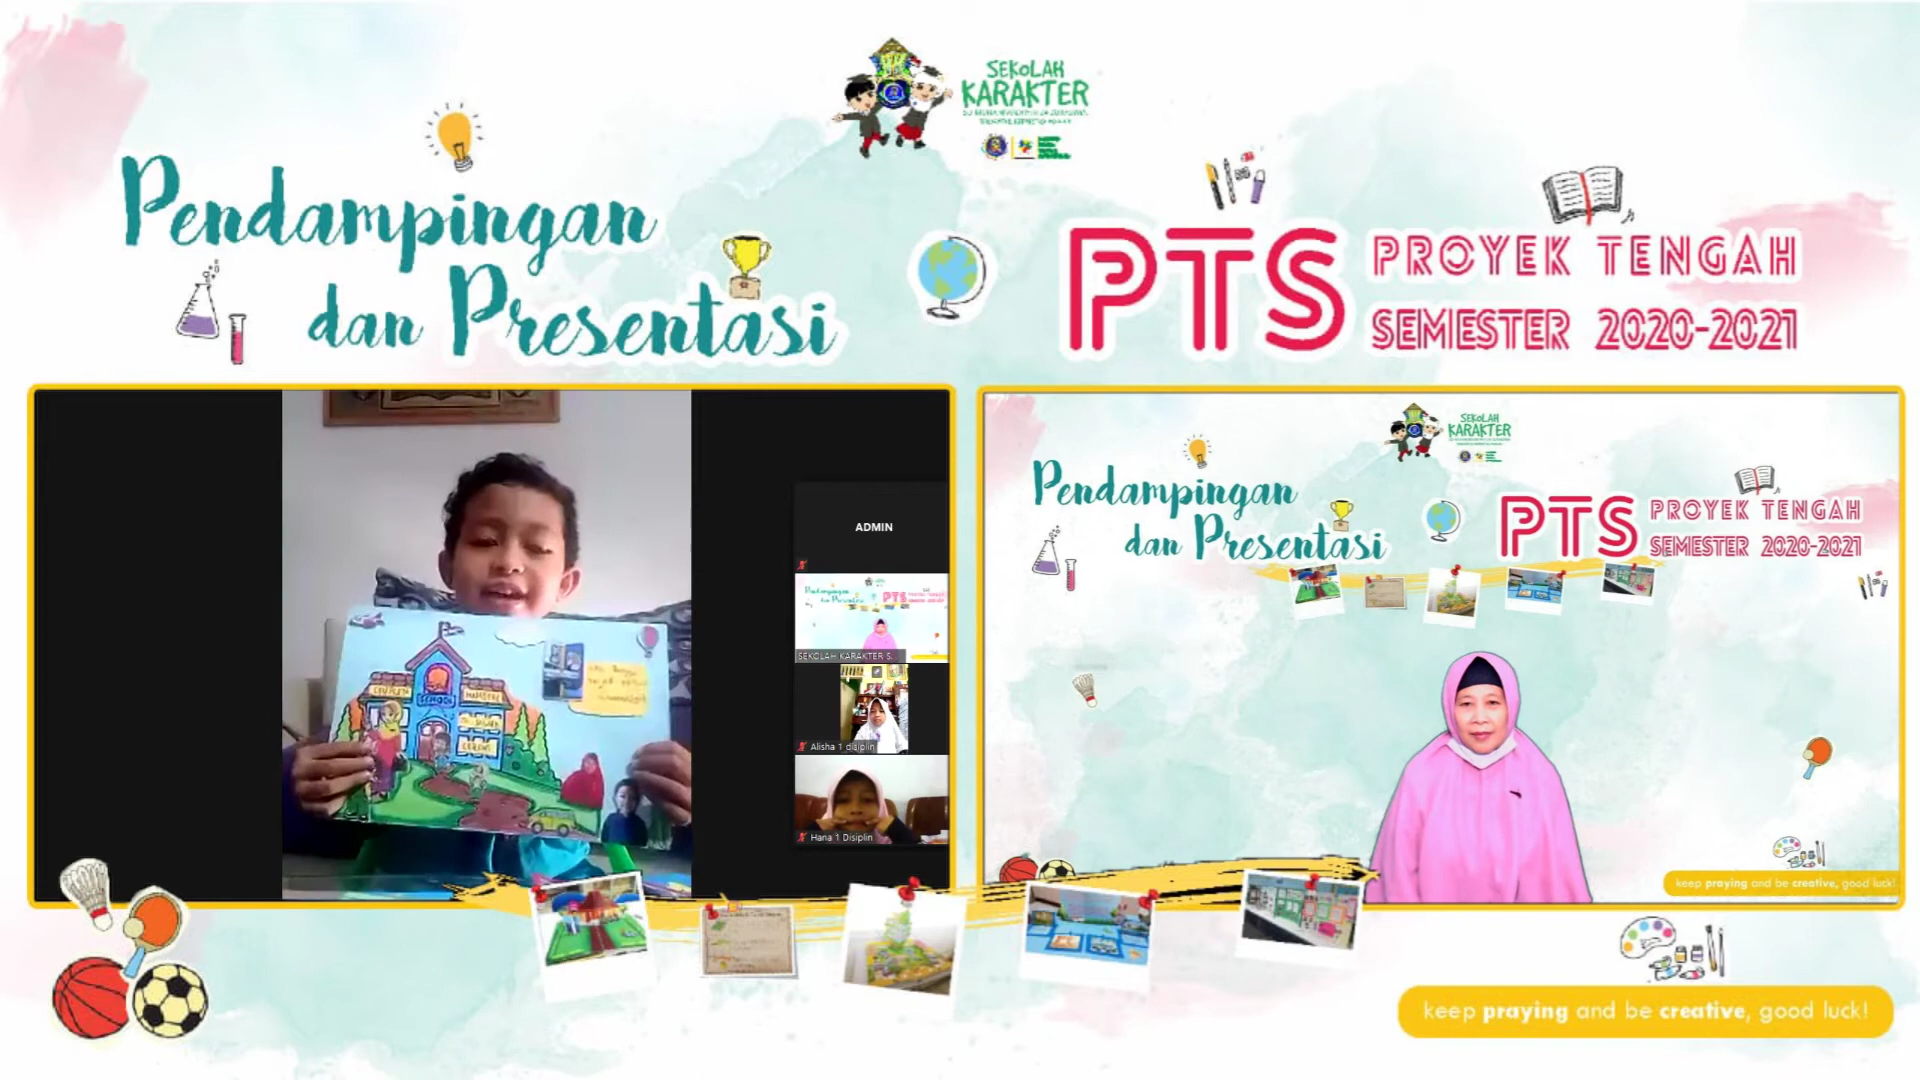 SEKOLAH
KARAKTER
Pendampingan
dan Presentasi
PTS
PROYEK TENGAH
SEMESTER 2020-2021
ADMIN
SEKOLAH KARAKTER S...
Alisha 1 disiplin
Hana 1 Disiplin
SCHOOL
SEKOLAH
KARAKTER
Pendampingan
dan Presentasi
PTS
PROYEK TENGAH
SEMESTER 2020-2021
keep praying and be creative, good luck!
keep praying and be creative, good luck!